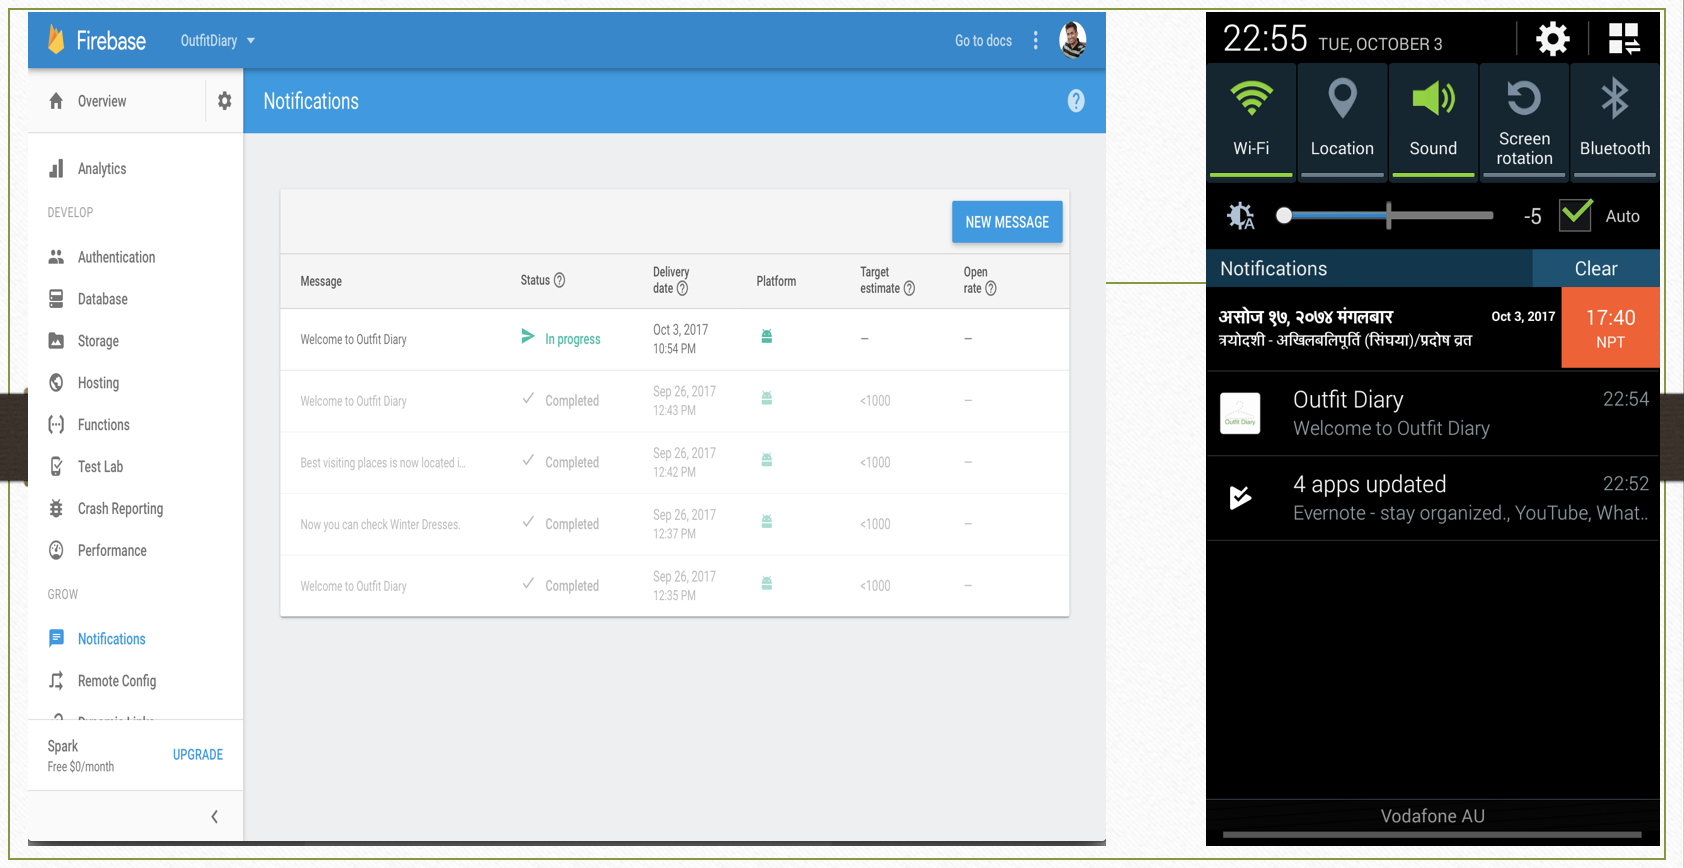 Firebase
OutfitDiary
Go to docs
Overview
Notifications
Analytics
DEVELOP
Authentication
Database
Storage
Hosting
Functions
Test Lab
Crash Reporting
Performance
GROW
Notifications
Remote Config
Dynamic Links
Spark
Free $0/month
UPGRADE
NEW MESSAGE
Message Status Delivery date Platform Target estimate Open rate
Welcome to Outfit Diary In progress Oct 3, 2017 10:54 PM – –
Welcome to Outfit Diary Completed Sep 26, 2017 12:43 PM <1000 –
Best visiting places is now located i... Completed Sep 26, 2017 12:42 PM <1000 –
Now you can check Winter Dresses. Completed Sep 26, 2017 12:37 PM <1000 –
Welcome to Outfit Diary Completed Sep 26, 2017 12:35 PM <1000 –
22:55 TUE, OCTOBER 3
Wi-Fi Location Sound Screen rotation Bluetooth
-5 Auto
Notifications Clear
असोज १७, २०७४ मंगलबार Oct 3, 2017 17:40
त्रयोदशी - अखिलबलिपूर्ति (सिंघया)/प्रदोष व्रत NPT
Outfit Diary 22:54
Outfit Diary
Welcome to Outfit Diary
4 apps updated 22:52
Evernote - stay organized., YouTube, What..
Vodafone AU